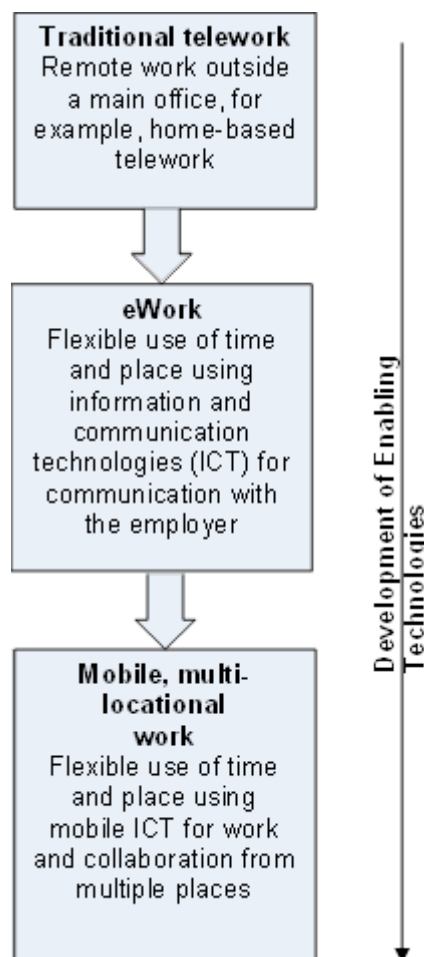 Traditional telework
Remote work outside
a main office, for
example, home-based
telework
eWork
Flexible use of time
and place using
information and
communication
technologies (ICT) for
communication with
the employer
Mobile, multi-
locational
work
Flexible use of time
and place using
mobile ICT for work
and collaboration from
multiple places
Development of Enabling
Technologies